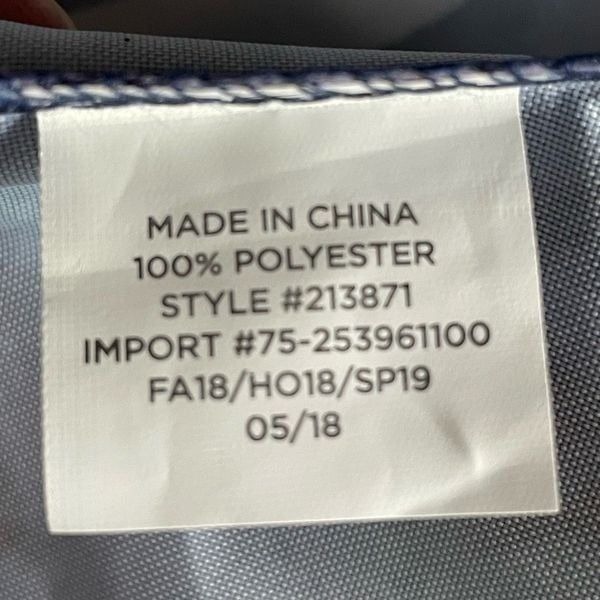 MADE IN CHINA
100% POLYESTER
STYLE #213871
IMPORT #75-253961100
FA18/HO18/SP19
05/18